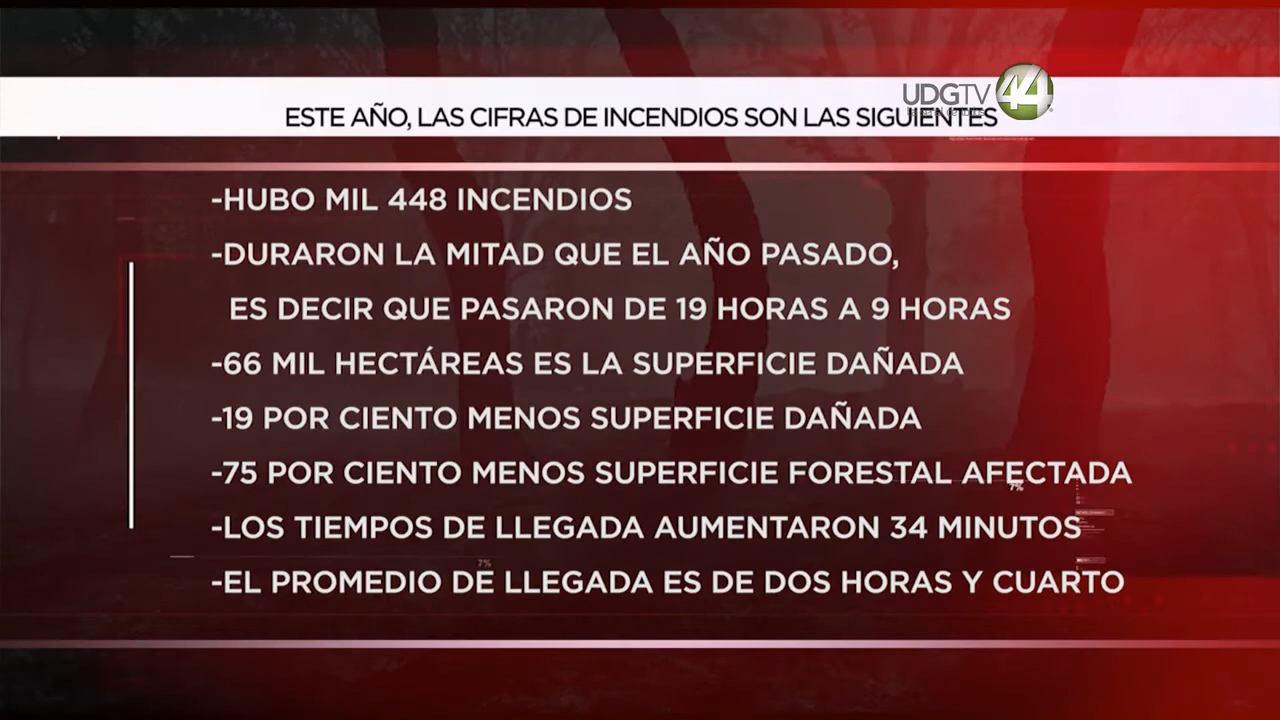 UDGTV 44
ESTE AÑO, LAS CIFRAS DE INCENDIOS SON LAS SIGUIENTES
-HUBO MIL 448 INCENDIOS
-DURARON LA MITAD QUE EL AÑO PASADO,
ES DECIR QUE PASARON DE 19 HORAS A 9 HORAS
-66 MIL HECTÁREAS ES LA SUPERFICIE DAÑADA
-19 POR CIENTO MENOS SUPERFICIE DAÑADA
-75 POR CIENTO MENOS SUPERFICIE FORESTAL AFECTADA
7%
-LOS TIEMPOS DE LLEGADA AUMENTARON 34 MINUTOS
7%
-EL PROMEDIO DE LLEGADA ES DE DOS HORAS Y CUARTO